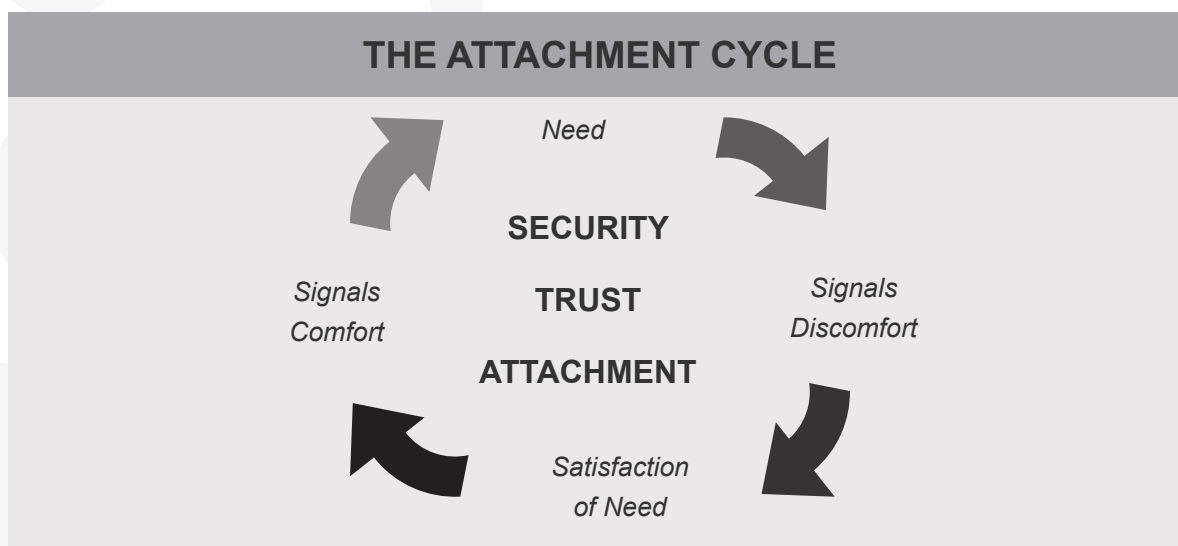 THE ATTACHMENT CYCLE
Need
SECURITY
TRUST
ATTACHMENT
Signals
Discomfort
Satisfaction
of Need
Signals
Comfort